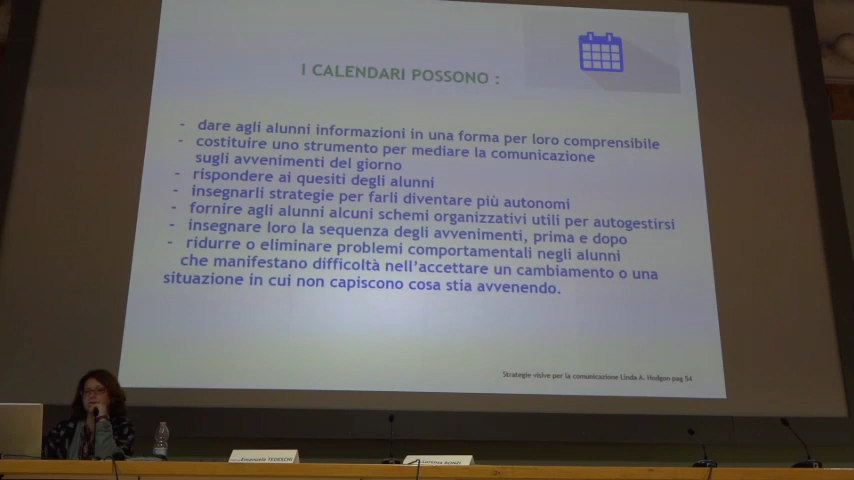 I CALENDARI POSSONO :
- dare agli alunni informazioni in una forma per loro comprensibile
- costituire uno strumento per mediare la comunicazione
sugli avvenimenti del giorno
- rispondere ai quesiti degli alunni
- insegnarli strategie per farli diventare più autonomi
- fornire agli alunni alcuni schemi organizzativi utili per autogestirsi
- insegnare loro la sequenza degli avvenimenti, prima e dopo
- ridurre o eliminare problemi comportamentali negli alunni
che manifestano difficoltà nell'accettare un cambiamento o una
situazione in cui non capiscono cosa stia avvenendo.
Strategie visive per la comunicazione Linda A. Hodgon pag 54
Emanuela TEDESCHI